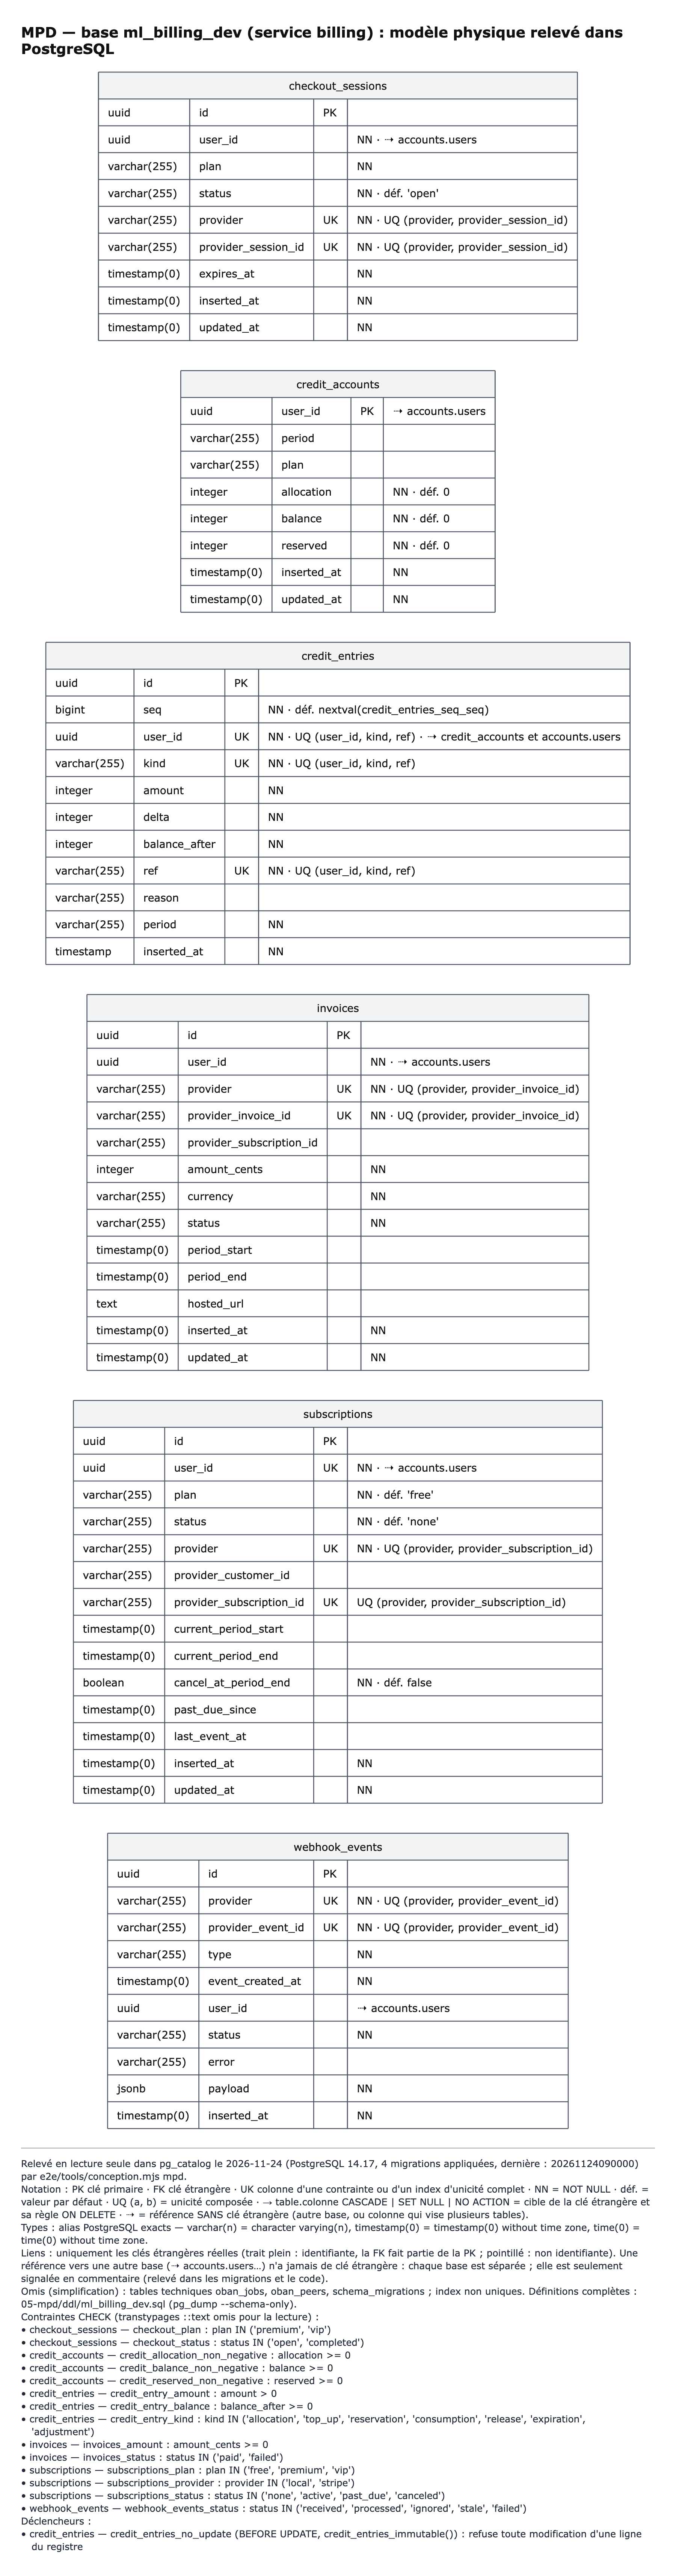 MPD — base ml_billing_dev (service billing) : modèle physique relevé dans
PostgreSQL
checkout_sessions
uuid id PK
uuid user_id NN · ⇢ accounts.users
varchar(255) plan NN
varchar(255) status NN · déf. 'open'
varchar(255) provider UK NN · UQ (provider, provider_session_id)
varchar(255) provider_session_id UK NN · UQ (provider, provider_session_id)
timestamp(0) expires_at NN
timestamp(0) inserted_at NN
timestamp(0) updated_at NN
credit_accounts
uuid user_id PK ⇢ accounts.users
varchar(255) period
varchar(255) plan
integer allocation NN · déf. 0
integer balance NN · déf. 0
integer reserved NN · déf. 0
timestamp(0) inserted_at NN
timestamp(0) updated_at NN
credit_entries
uuid id PK
bigint seq NN · déf. nextval(credit_entries_seq_seq)
uuid user_id UK NN · UQ (user_id, kind, ref) · ⇢ credit_accounts et accounts.users
varchar(255) kind UK NN · UQ (user_id, kind, ref)
integer amount NN
integer delta NN
integer balance_after NN
varchar(255) ref UK NN · UQ (user_id, kind, ref)
varchar(255) reason
varchar(255) period NN
timestamp inserted_at NN
invoices
uuid id PK
uuid user_id NN · ⇢ accounts.users
varchar(255) provider UK NN · UQ (provider, provider_invoice_id)
varchar(255) provider_invoice_id UK NN · UQ (provider, provider_invoice_id)
varchar(255) provider_subscription_id
integer amount_cents NN
varchar(255) currency NN
varchar(255) status NN
timestamp(0) period_start
timestamp(0) period_end
text hosted_url
timestamp(0) inserted_at NN
timestamp(0) updated_at NN
subscriptions
uuid id PK
uuid user_id UK NN · ⇢ accounts.users
varchar(255) plan NN · déf. 'free'
varchar(255) status NN · déf. 'none'
varchar(255) provider UK NN · UQ (provider, provider_subscription_id)
varchar(255) provider_customer_id
varchar(255) provider_subscription_id UK UQ (provider, provider_subscription_id)
timestamp(0) current_period_start
timestamp(0) current_period_end
boolean cancel_at_period_end NN · déf. false
timestamp(0) past_due_since
timestamp(0) last_event_at
timestamp(0) inserted_at NN
timestamp(0) updated_at NN
webhook_events
uuid id PK
varchar(255) provider UK NN · UQ (provider, provider_event_id)
varchar(255) provider_event_id UK NN · UQ (provider, provider_event_id)
varchar(255) type NN
timestamp(0) event_created_at NN
uuid user_id ⇢ accounts.users
varchar(255) status NN
varchar(255) error
jsonb payload NN
timestamp(0) inserted_at NN
Relevé en lecture seule dans pg_catalog le 2026-11-24 (PostgreSQL 14.17, 4 migrations appliquées, dernière : 20261124090000)
par e2e/tools/conception.mjs mpd.
Notation : PK clé primaire · FK clé étrangère · UK colonne d'une contrainte ou d'un index d'unicité complet · NN = NOT NULL · déf. =
valeur par défaut · UQ (a, b) = unicité composée · → table.colonne CASCADE | SET NULL | NO ACTION = cible de la clé étrangère et
sa règle ON DELETE · ⇢ = référence SANS clé étrangère (autre base, ou colonne qui vise plusieurs tables).
Types : alias PostgreSQL exacts — varchar(n) = character varying(n), timestamp(0) = timestamp(0) without time zone, time(0) =
time(0) without time zone.
Liens : uniquement les clés étrangères réelles (trait plein : identifiante, la FK fait partie de la PK ; pointillé : non identifiante). Une
référence vers une autre base (⇢ accounts.users…) n'a jamais de clé étrangère : chaque base est séparée ; elle est seulement
signalée en commentaire (relevé dans les migrations et le code).
Omis (simplification) : tables techniques oban_jobs, oban_peers, schema_migrations ; index non uniques. Définitions complètes :
05-mpd/ddl/ml_billing_dev.sql (pg_dump --schema-only).
Contraintes CHECK (transtypages ::text omis pour la lecture) :
• checkout_sessions — checkout_plan : plan IN ('premium', 'vip')
• checkout_sessions — checkout_status : status IN ('open', 'completed')
• credit_accounts — credit_allocation_non_negative : allocation >= 0
• credit_accounts — credit_balance_non_negative : balance >= 0
• credit_accounts — credit_reserved_non_negative : reserved >= 0
• credit_entries — credit_entry_amount : amount > 0
• credit_entries — credit_entry_balance : balance_after >= 0
• credit_entries — credit_entry_kind : kind IN ('allocation', 'top_up', 'reservation', 'consumption', 'release', 'expiration',
'adjustment')
• invoices — invoices_amount : amount_cents >= 0
• invoices — invoices_status : status IN ('paid', 'failed')
• subscriptions — subscriptions_plan : plan IN ('free', 'premium', 'vip')
• subscriptions — subscriptions_provider : provider IN ('local', 'stripe')
• subscriptions — subscriptions_status : status IN ('none', 'active', 'past_due', 'canceled')
• webhook_events — webhook_events_status : status IN ('received', 'processed', 'ignored', 'stale', 'failed')
Déclencheurs :
• credit_entries — credit_entries_no_update (BEFORE UPDATE, credit_entries_immutable()) : refuse toute modification d'une ligne
du registre